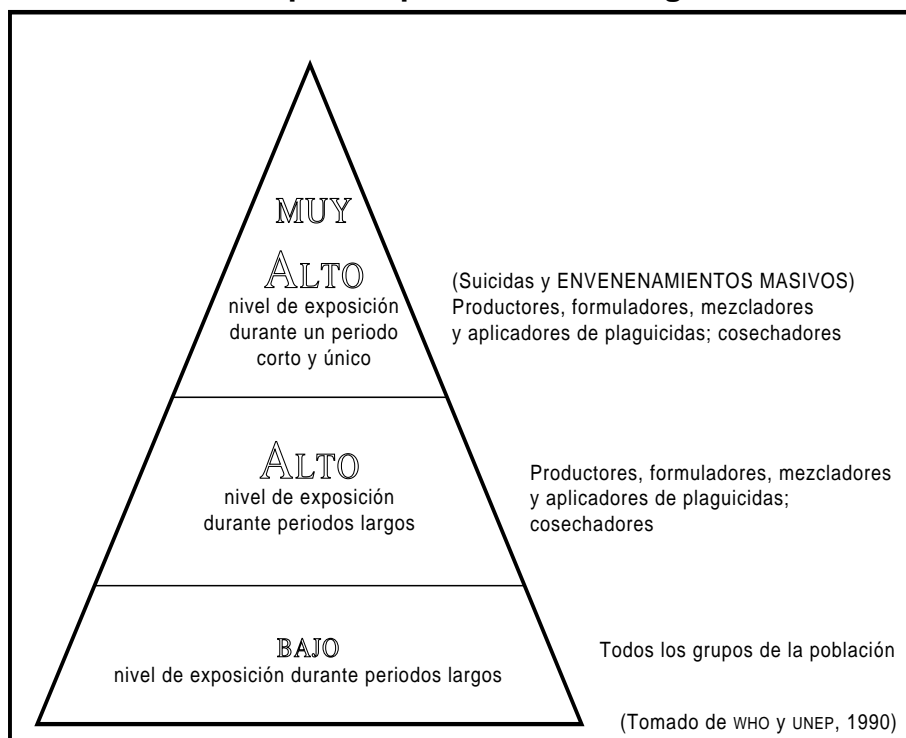 MUY
ALTO
nivel de exposición
durante un periodo
corto y único
(Suicidas y ENVENENAMIENTOS MASIVOS)
Productores, formuladores, mezcladores
y aplicadores de plaguicidas; cosechadores
ALTO
nivel de exposición
durante periodos largos
Productores, formuladores, mezcladores
y aplicadores de plaguicidas;
cosechadores
BAJO
nivel de exposición durante periodos largos
Todos los grupos de la población
(Tomado de WHO y UNEP, 1990)